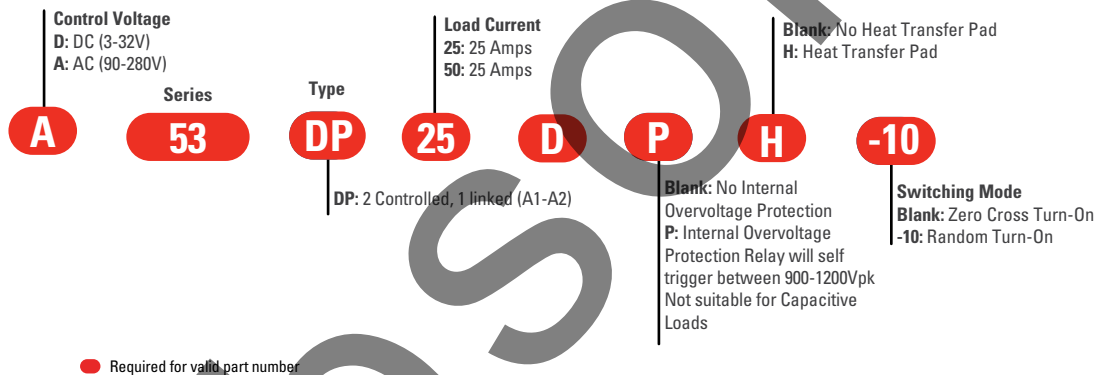 Control Voltage
D: DC (3-32V)
A: AC (90-280V)
Load Current
25: 25 Amps
50: 25 Amps
Blank: No Heat Transfer Pad
H: Heat Transfer Pad
Series
Type
A
53
DP
25
D
P
H
-10
DP: 2 Controlled, 1 linked (A1-A2)
Blank: No Internal
Overvoltage Protection
P: Internal Overvoltage
Protection Relay will self
trigger between 900-1200Vpk
Not suitable for Capacitive
Loads
Switching Mode
Blank: Zero Cross Turn-On
-10: Random Turn-On
Required for valid part number